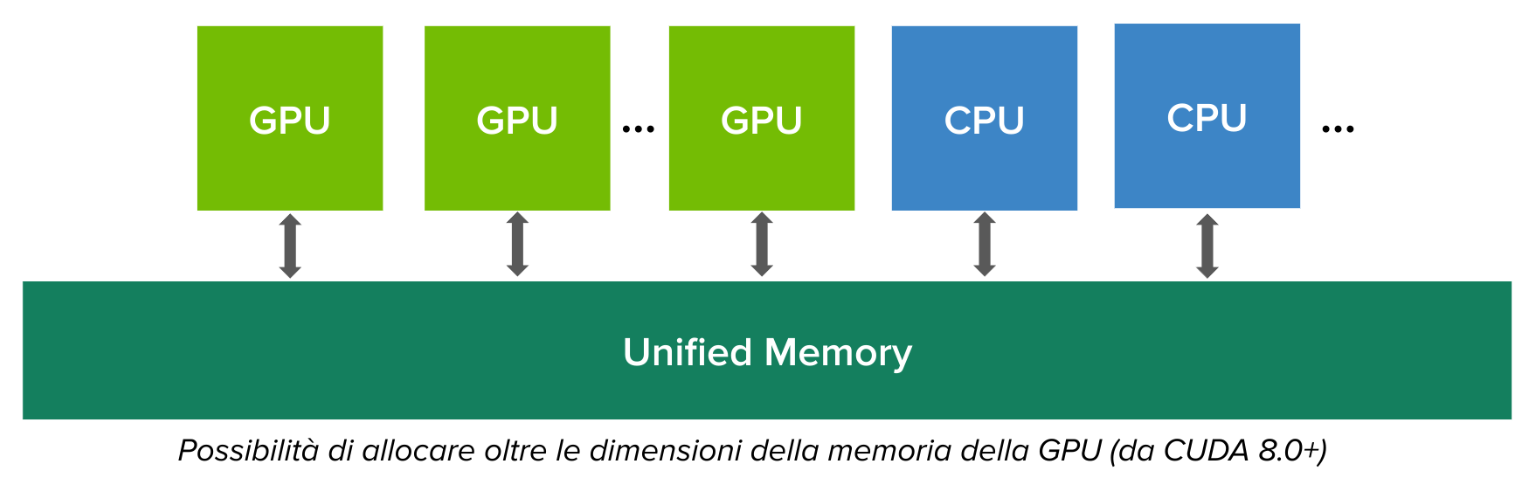 GPU GPU ... GPU CPU CPU ...
Unified Memory
Possibilità di allocare oltre le dimensioni della memoria della GPU (da CUDA 8.0+)